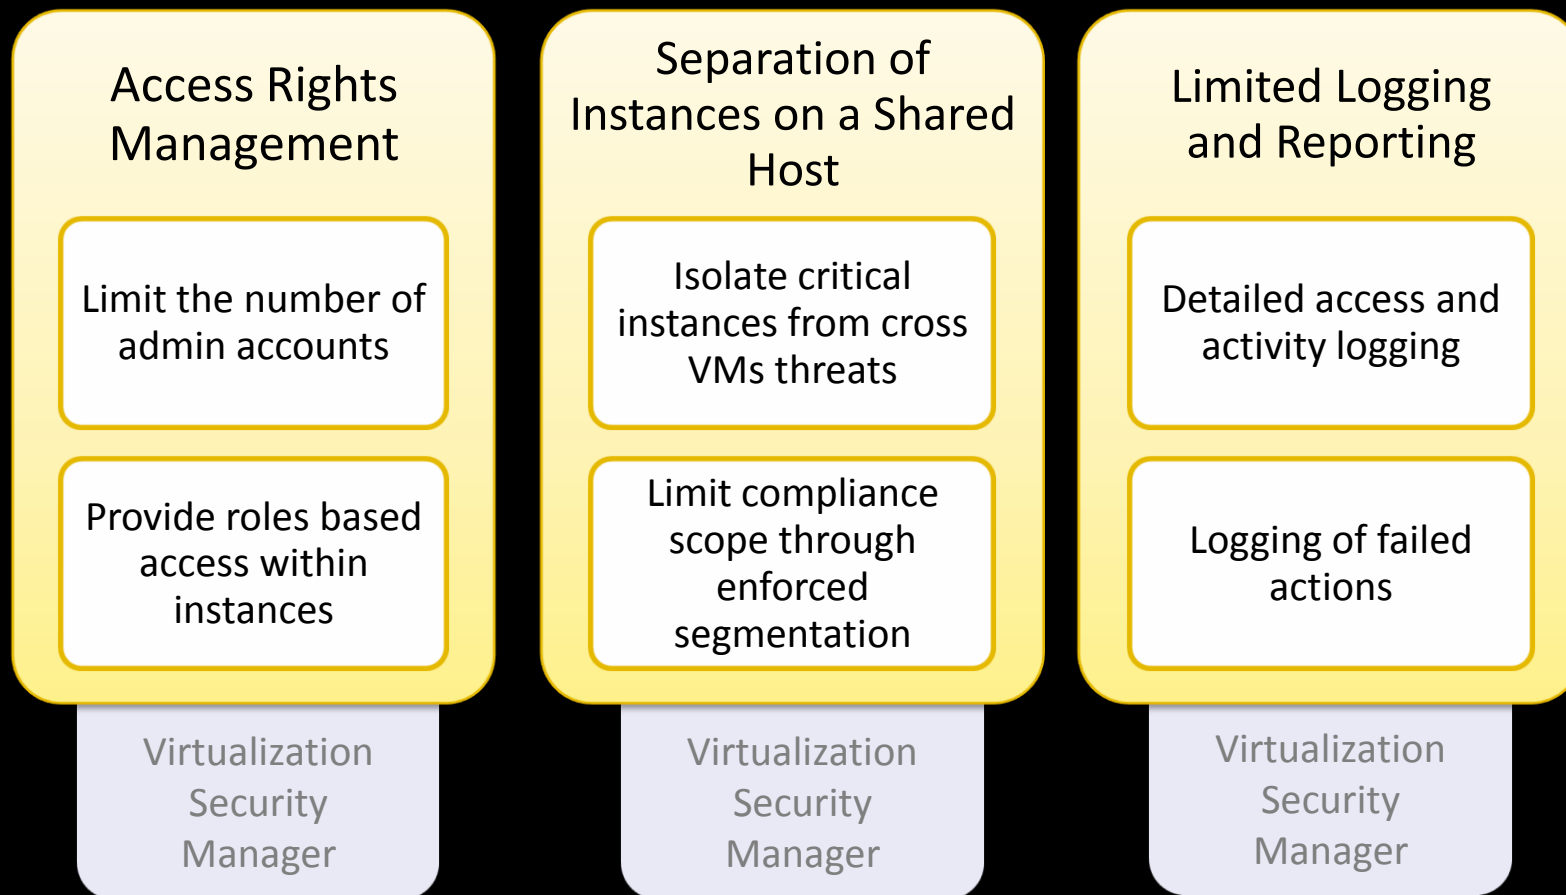 Access Rights
Management
Limit the number of
admin accounts
Provide roles based
access within
instances
Virtualization
Security
Manager
Separation of
Instances on a Shared
Host
Isolate critical
instances from cross
VMs threats
Limit compliance
scope through
enforced
segmentation
Virtualization
Security
Manager
Limited Logging
and Reporting
Detailed access and
activity logging
Logging of failed
actions
Virtualization
Security
Manager